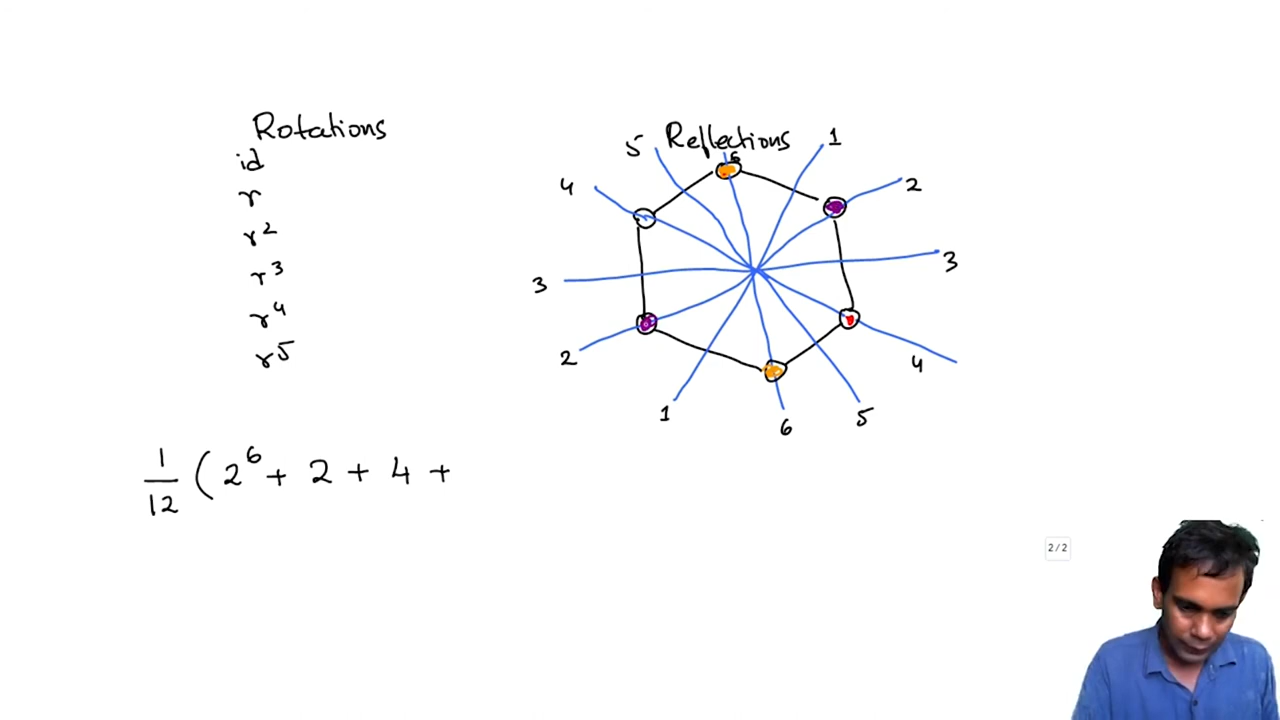 Rotations
id
r
r²
r³
r⁴
r⁵
Reflections
5
1
6
4
2
3
3
2
4
1
6
5
1/12 (2⁶ + 2 + 4 +
2/2